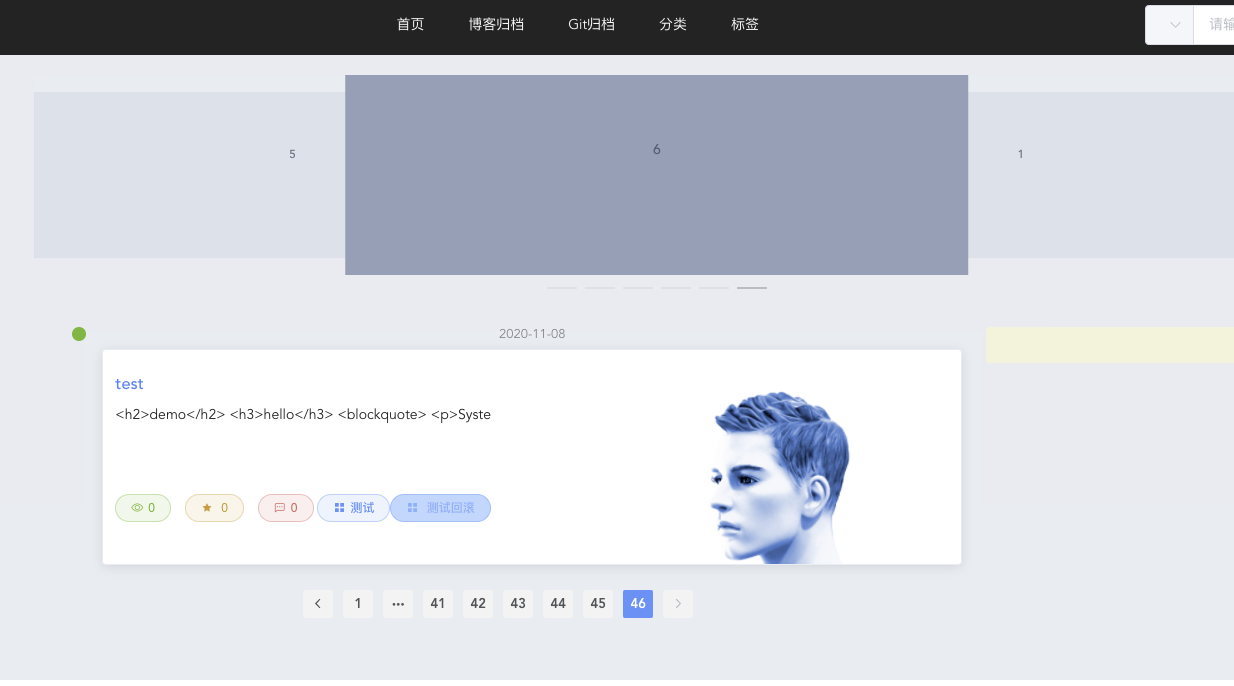 首页 博客归档 Git归档 分类 标签 请输
5 6 1
2020-11-08
test
<h2>demo</h2> <h3>hello</h3> <blockquote> <p>Syste
0 0 0 测试 测试回滚
1 ··· 41 42 43 44 45 46